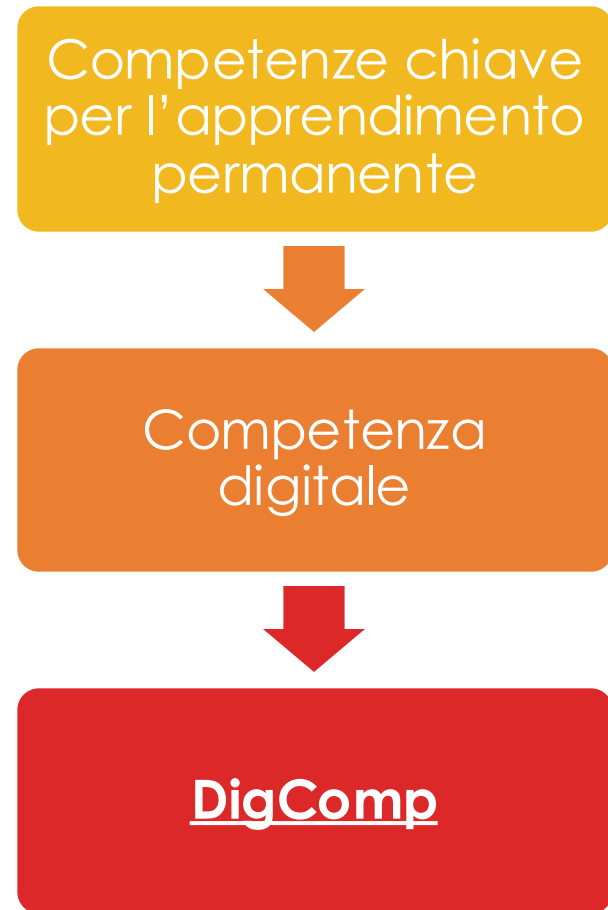 Competenze chiave
per l’apprendimento
permanente
Competenza
digitale
DigComp